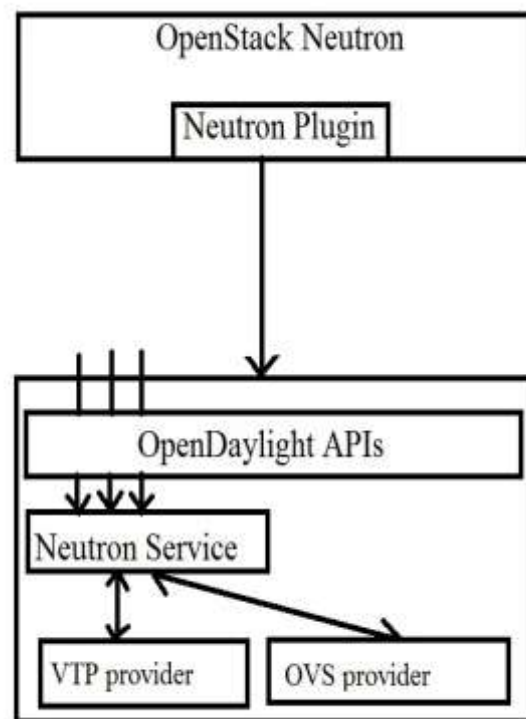 OpenStack Neutron
Neutron Plugin
OpenDaylight APIs
Neutron Service
VTP provider
OVS provider